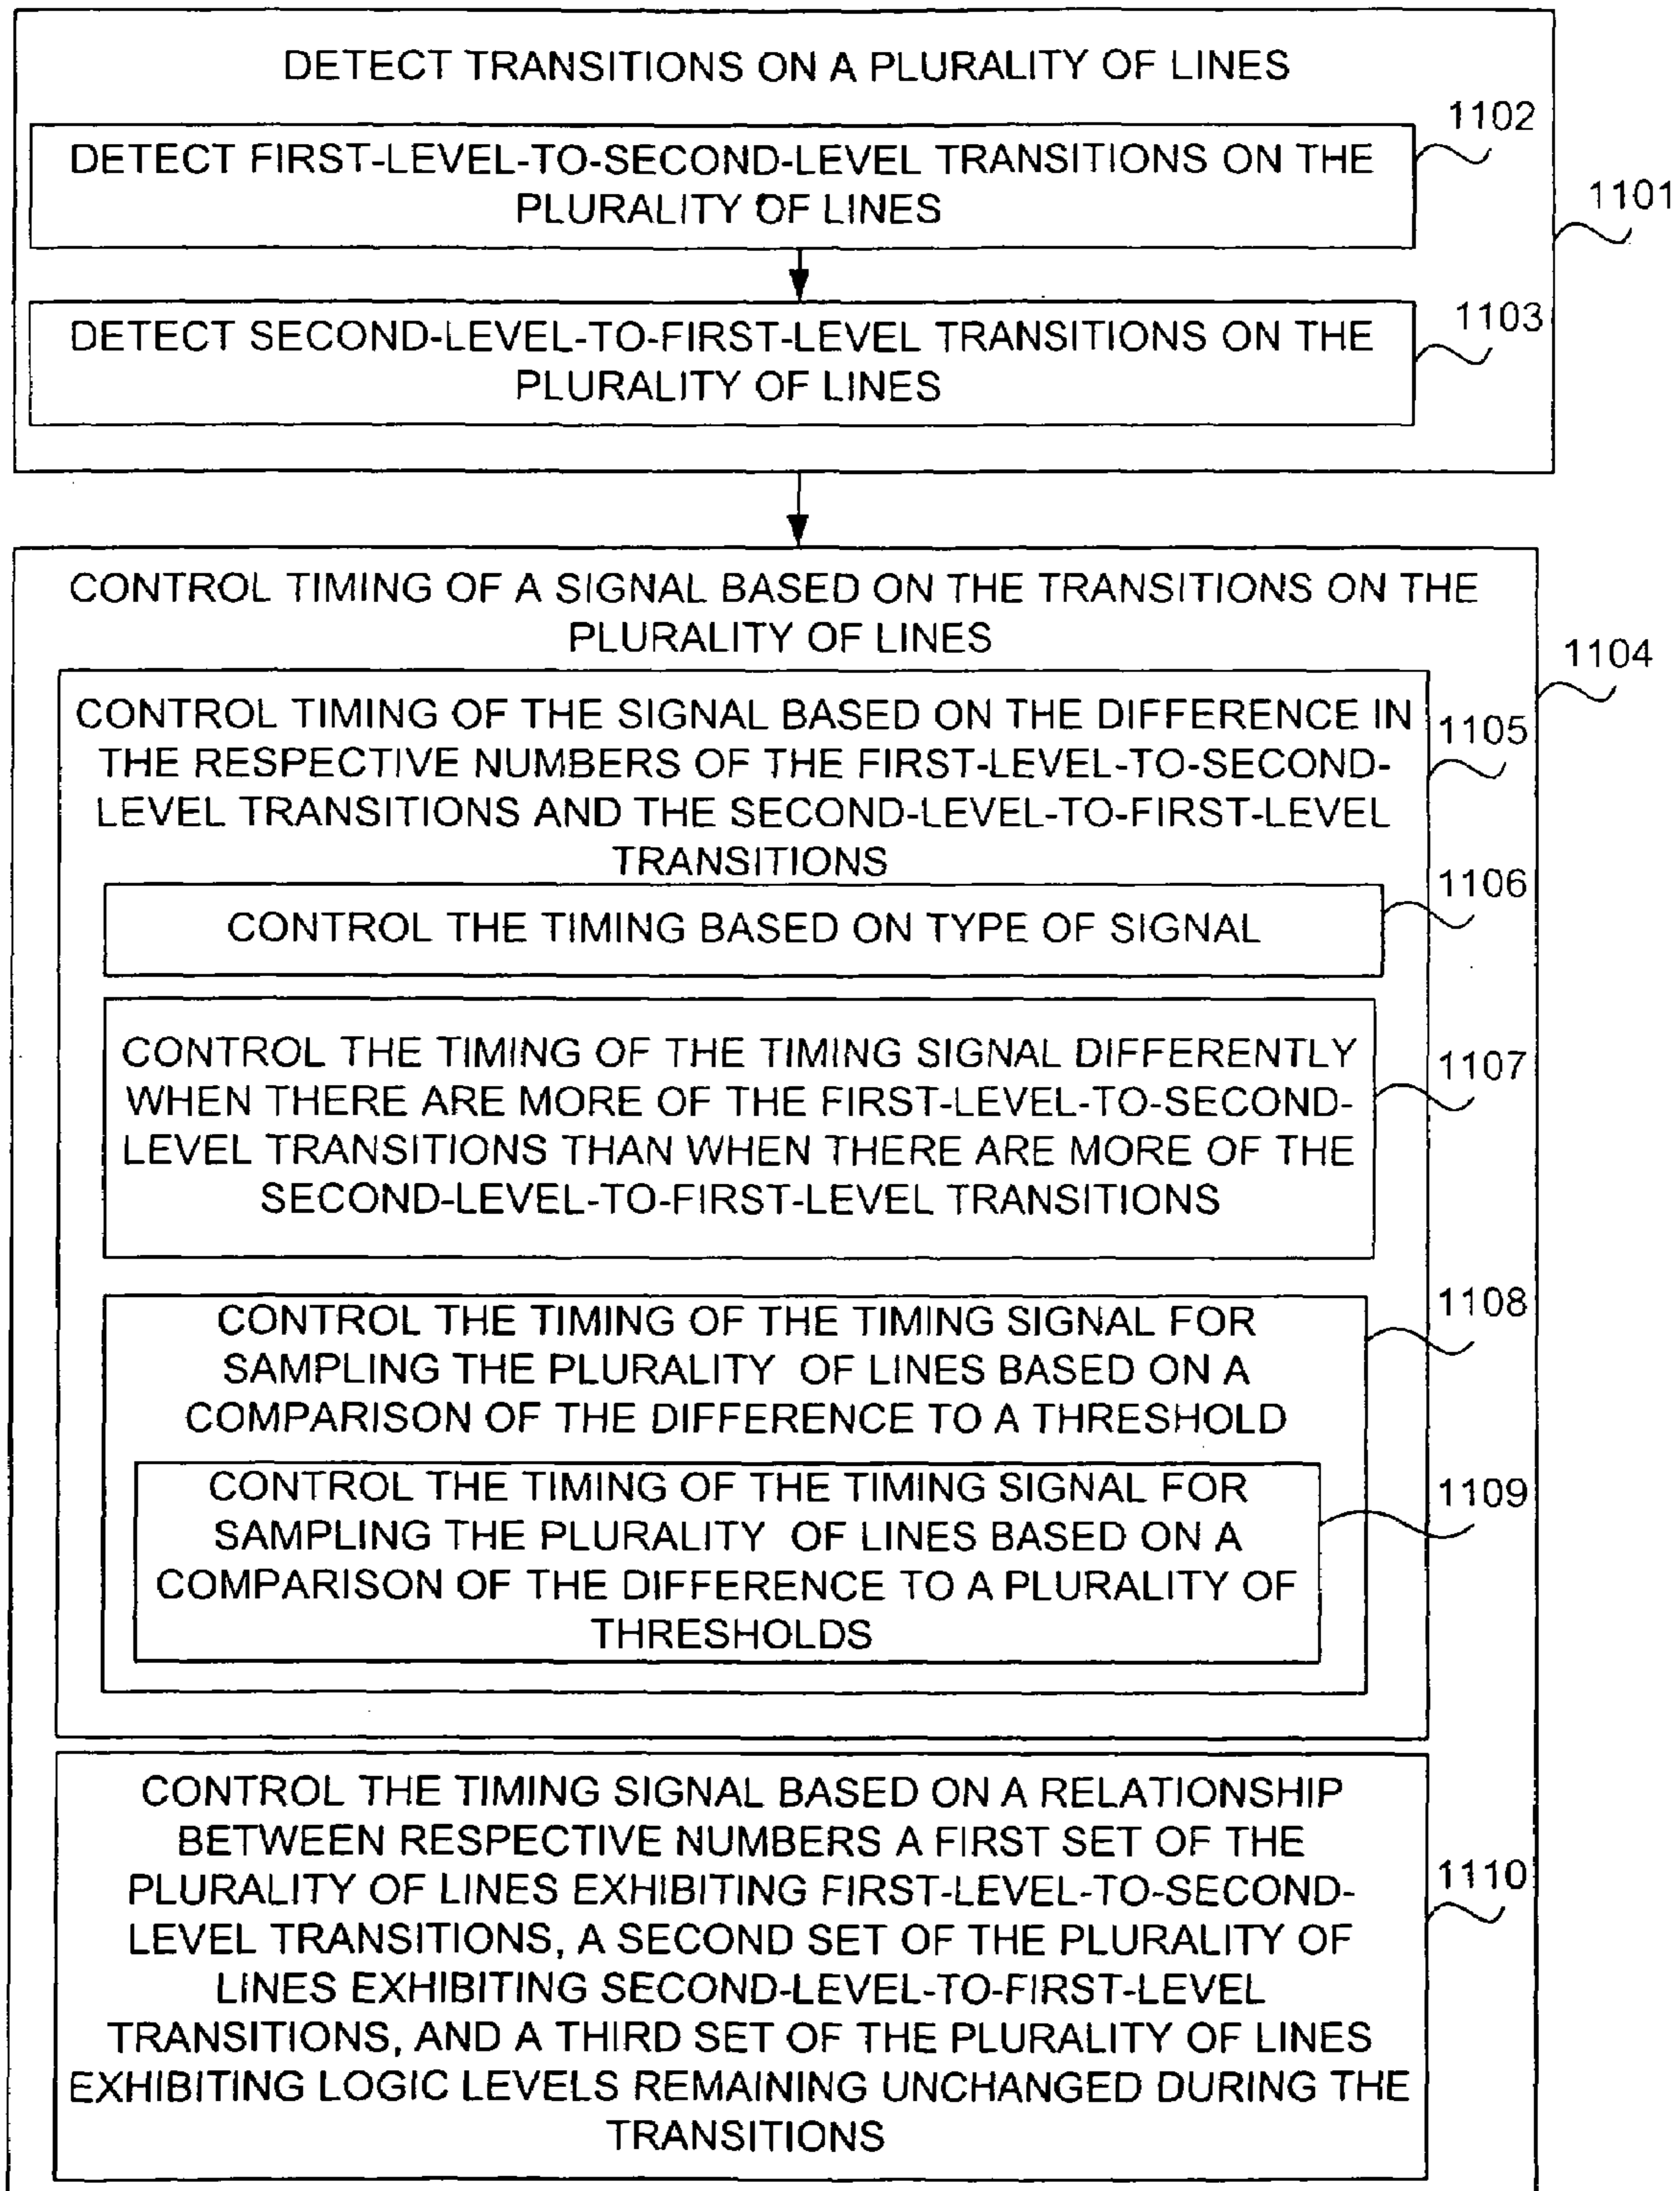 DETECT TRANSITIONS ON A PLURALITY OF LINES
1102
DETECT FIRST-LEVEL-TO-SECOND-LEVEL TRANSITIONS ON THE
PLURALITY OF LINES
1101
1103
DETECT SECOND-LEVEL-TO-FIRST-LEVEL TRANSITIONS ON THE
PLURALITY OF LINES
CONTROL TIMING OF A SIGNAL BASED ON THE TRANSITIONS ON THE
PLURALITY OF LINES
1104
CONTROL TIMING OF THE SIGNAL BASED ON THE DIFFERENCE IN
THE RESPECTIVE NUMBERS OF THE FIRST-LEVEL-TO-SECOND-
LEVEL TRANSITIONS AND THE SECOND-LEVEL-TO-FIRST-LEVEL
TRANSITIONS
1105
1106
CONTROL THE TIMING BASED ON TYPE OF SIGNAL
CONTROL THE TIMING OF THE TIMING SIGNAL DIFFERENTLY
WHEN THERE ARE MORE OF THE FIRST-LEVEL-TO-SECOND-
LEVEL TRANSITIONS THAN WHEN THERE ARE MORE OF THE
SECOND-LEVEL-TO-FIRST-LEVEL TRANSITIONS
1107
1108
CONTROL THE TIMING OF THE TIMING SIGNAL FOR
SAMPLING THE PLURALITY OF LINES BASED ON A
COMPARISON OF THE DIFFERENCE TO A THRESHOLD
CONTROL THE TIMING OF THE TIMING SIGNAL FOR
SAMPLING THE PLURALITY OF LINES BASED ON A
COMPARISON OF THE DIFFERENCE TO A PLURALITY OF
THRESHOLDS
1109
CONTROL THE TIMING SIGNAL BASED ON A RELATIONSHIP
BETWEEN RESPECTIVE NUMBERS A FIRST SET OF THE
PLURALITY OF LINES EXHIBITING FIRST-LEVEL-TO-SECOND-
LEVEL TRANSITIONS, A SECOND SET OF THE PLURALITY OF
LINES EXHIBITING SECOND-LEVEL-TO-FIRST-LEVEL
TRANSITIONS, AND A THIRD SET OF THE PLURALITY OF LINES
EXHIBITING LOGIC LEVELS REMAINING UNCHANGED DURING THE
TRANSITIONS
1110